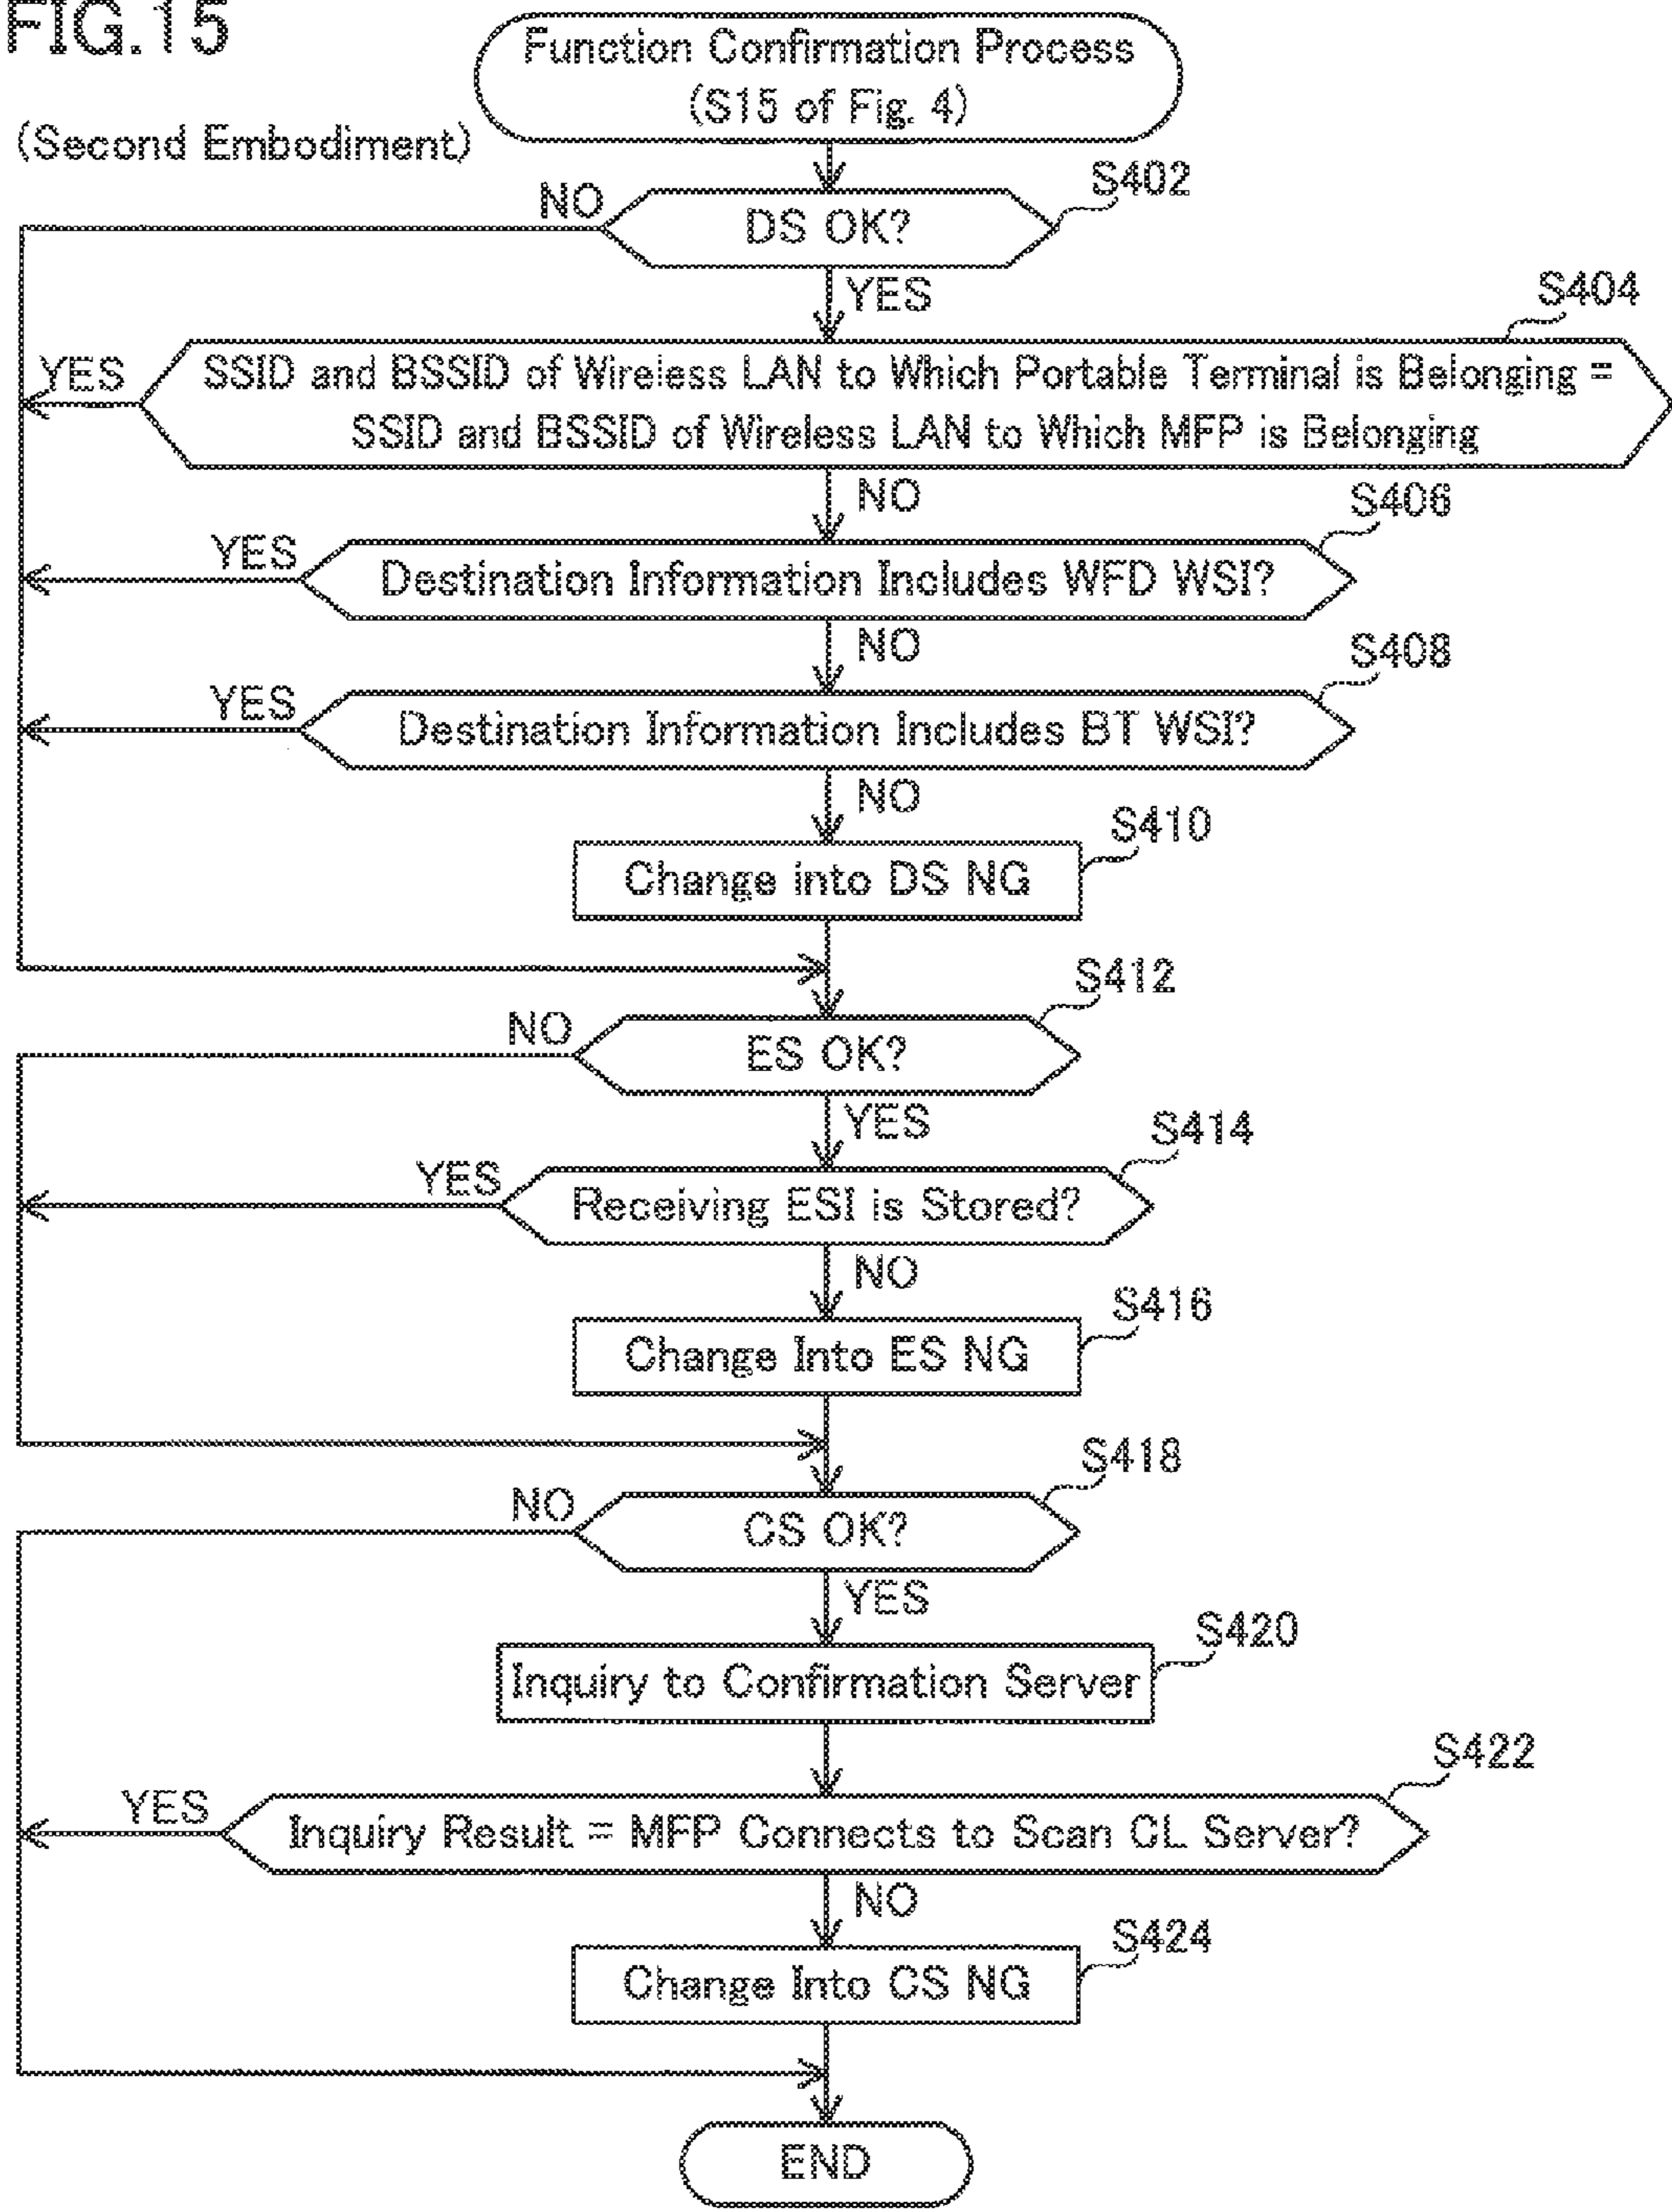 FIG.15
(Second Embodiment)
Function Confirmation Process
(S15 of Fig. 4)
S402
DS OK?
NO
YES
S404
SSID and BSSID of Wireless LAN to Which Portable Terminal is Belonging =
SSID and BSSID of Wireless LAN to Which MFP is Belonging
YES
NO
S406
Destination Information Includes WFD WSI?
YES
NO
S408
Destination Information Includes BT WSI?
YES
NO
S410
Change into DS NG
S412
ES OK?
NO
YES
S414
Receiving ESI is Stored?
YES
NO
S416
Change Into ES NG
S418
CS OK?
NO
YES
S420
Inquiry to Confirmation Server
S422
Inquiry Result = MFP Connects to Scan CL Server?
YES
NO
S424
Change Into CS NG
END